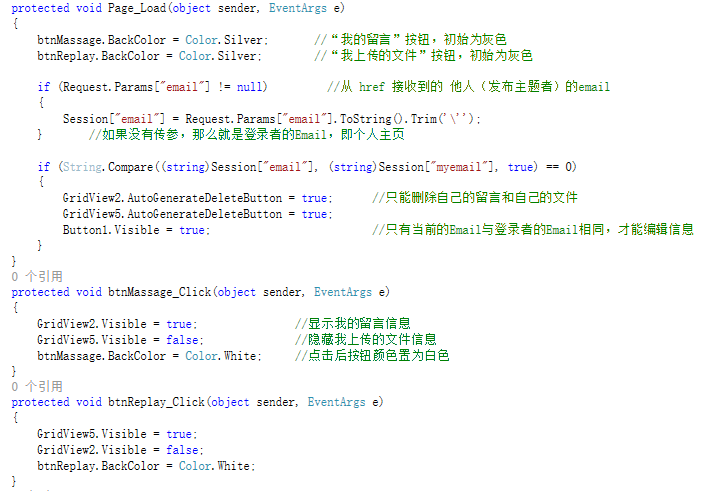 protected void Page_Load(object sender, EventArgs e)
{
    btnMassage.BackColor = Color.Silver;       //“我的留言”按钮，初始为灰色
    btnReplay.BackColor = Color.Silver;        //“我上传的文件”按钮，初始为灰色

    if (Request.Params["email"] != null)         //从 href 接收到的 他人（发布主题者）的email
    {
        Session["email"] = Request.Params["email"].ToString().Trim('\'');
    }       //如果没有传参，那么就是登录者的Email，即个人主页

    if (String.Compare((string)Session["email"], (string)Session["myemail"], true) == 0)
    {
        GridView2.AutoGenerateDeleteButton = true;      //只能删除自己的留言和自己的文件
        GridView5.AutoGenerateDeleteButton = true;
        Button1.Visible = true;                         //只有当前的Email与登录者的Email相同，才能编辑信息
    }
}
0 个引用
protected void btnMassage_Click(object sender, EventArgs e)
{
    GridView2.Visible = true;               //显示我的留言信息
    GridView5.Visible = false;              //隐藏我上传的文件信息
    btnMassage.BackColor = Color.White;     //点击后按钮颜色置为白色
}
0 个引用
protected void btnReplay_Click(object sender, EventArgs e)
{
    GridView5.Visible = true;
    GridView2.Visible = false;
    btnReplay.BackColor = Color.White;
}